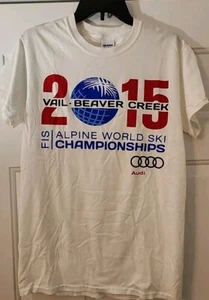 2015
VAIL • BEAVER CREEK
FIS
ALPINE WORLD SKI
CHAMPIONSHIPS
Audi